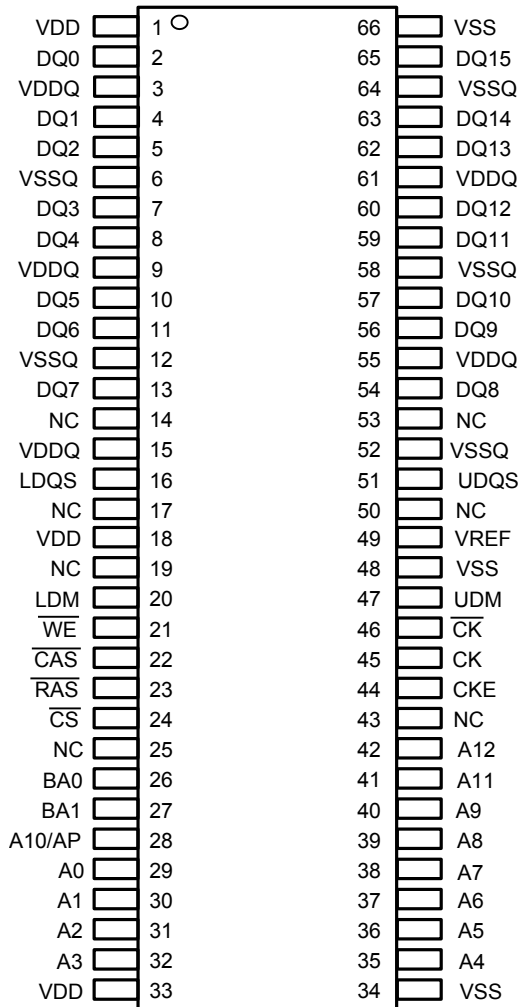 VDD 1 66 VSS
DQ0 2 65 DQ15
VDDQ 3 64 VSSQ
DQ1 4 63 DQ14
DQ2 5 62 DQ13
VSSQ 6 61 VDDQ
DQ3 7 60 DQ12
DQ4 8 59 DQ11
VDDQ 9 58 VSSQ
DQ5 10 57 DQ10
DQ6 11 56 DQ9
VSSQ 12 55 VDDQ
DQ7 13 54 DQ8
NC 14 53 NC
VDDQ 15 52 VSSQ
LDQS 16 51 UDQS
NC 17 50 NC
VDD 18 49 VREF
NC 19 48 VSS
LDM 20 47 UDM
W̅E̅ 21 46 C̅K̅
C̅A̅S̅ 22 45 CK
R̅A̅S̅ 23 44 CKE
C̅S̅ 24 43 NC
NC 25 42 A12
BA0 26 41 A11
BA1 27 40 A9
A10/AP 28 39 A8
A0 29 38 A7
A1 30 37 A6
A2 31 36 A5
A3 32 35 A4
VDD 33 34 VSS